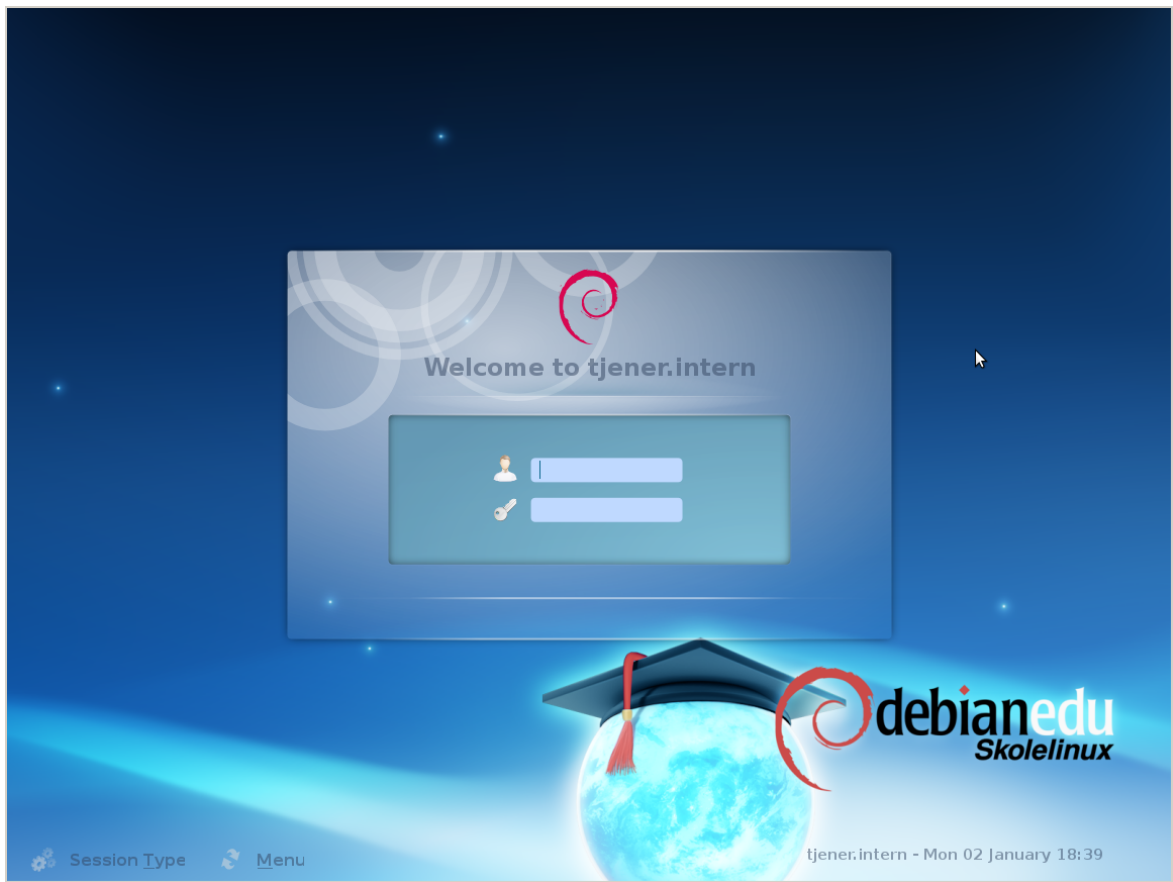 Welcome to tjener.intern
debianedu
Skolelinux
Session Type
Menu
tjener.intern - Mon 02 January 18:39